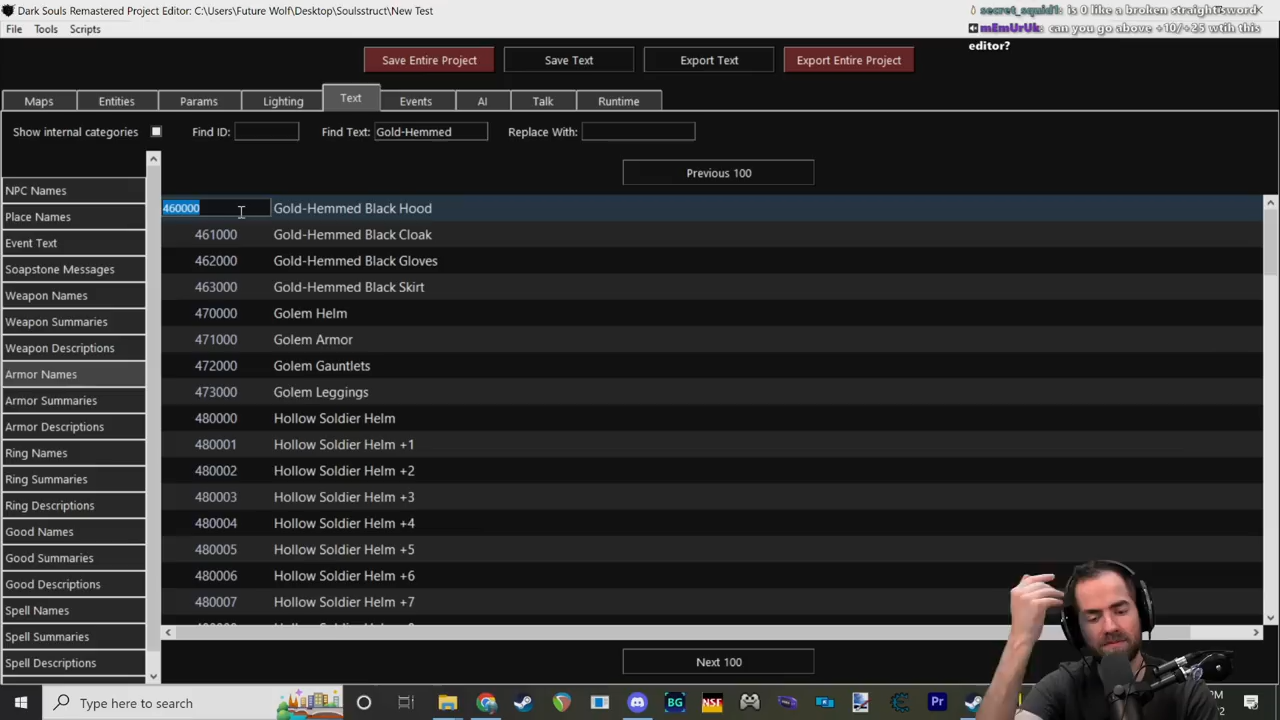 Dark Souls Remastered Project Editor: C:\Users\Future Wolf\Desktop\Soulsstruct\New Test
secret_squid1: is 0 like a broken straightsword
mEmUrUk: can you go above +10/+25 wtih this
editor?
File Tools Scripts
Save Entire Project Save Text Export Text Export Entire Project
Maps Entities Params Lighting Text Events AI Talk Runtime
Show internal categories Find ID: Find Text: Gold-Hemmed Replace With:
Previous 100
NPC Names
Place Names
Event Text
Soapstone Messages
Weapon Names
Weapon Summaries
Weapon Descriptions
Armor Names
Armor Summaries
Armor Descriptions
Ring Names
Ring Summaries
Ring Descriptions
Good Names
Good Summaries
Good Descriptions
Spell Names
Spell Summaries
Spell Descriptions
460000 Gold-Hemmed Black Hood
461000 Gold-Hemmed Black Cloak
462000 Gold-Hemmed Black Gloves
463000 Gold-Hemmed Black Skirt
470000 Golem Helm
471000 Golem Armor
472000 Golem Gauntlets
473000 Golem Leggings
480000 Hollow Soldier Helm
480001 Hollow Soldier Helm +1
480002 Hollow Soldier Helm +2
480003 Hollow Soldier Helm +3
480004 Hollow Soldier Helm +4
480005 Hollow Soldier Helm +5
480006 Hollow Soldier Helm +6
480007 Hollow Soldier Helm +7
Next 100
Type here to search
BG NSF Pr